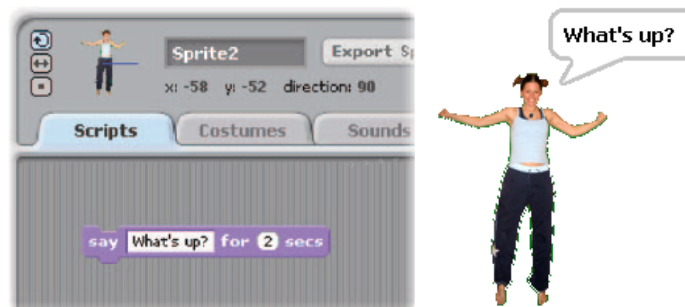 Sprite2
Export Sp
x: -58 y: -52 direction: 90
Scripts Costumes Sounds
say What's up? for 2 secs
What's up?